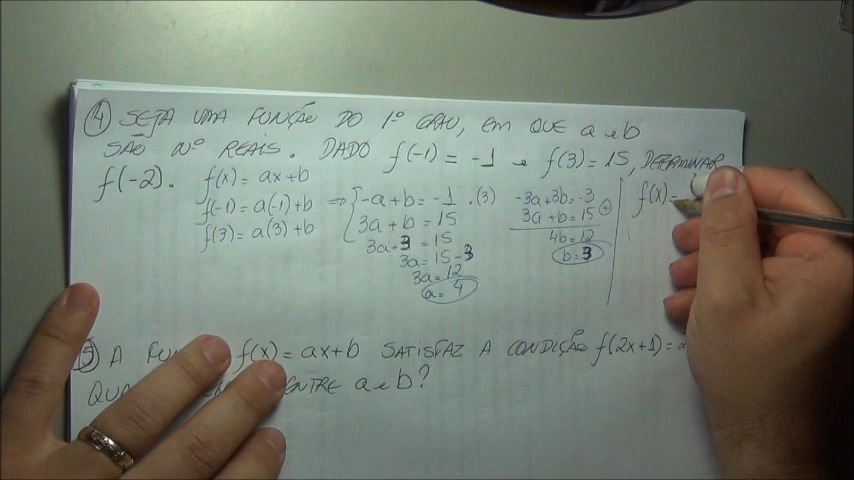 4 SEJA UMA FUNÇÃO DO 1º GRAU, EM QUE a e b
SÃO Nº REAIS. DADO f(-1) = -1 e f(3) = 15, DETERMINAR
f(-2).
f(x) = ax+b
f(-1) = a(-1)+b
f(3) = a(3)+b
⇒ { -a + b = -1 .(3)
3a + b = 15
3a+3 = 15
3a = 15 - 3
3a = 12
a = 4
-3a+3b = -3
3a + b = 15 +
4b = 12
b = 3
f(x) =
5 A f(x) = ax+b SATISFAZ A CONDIÇÃO f(2x+1) =
ENTRE a e b?